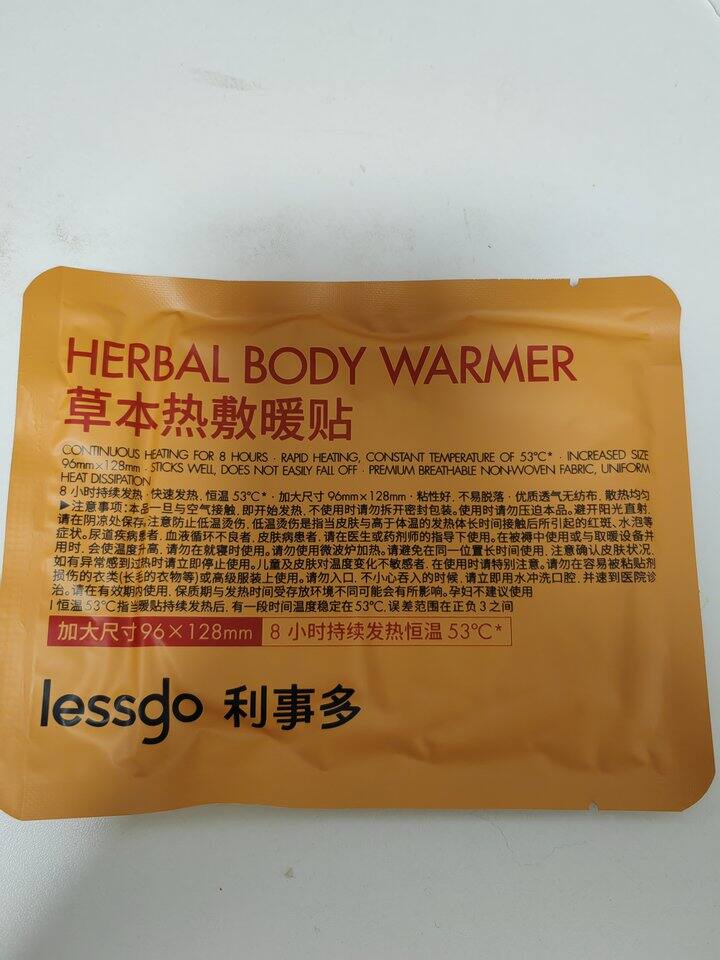 HERBAL BODY WARMER
草本热敷暖贴
CONTINUOUS HEATING FOR 8 HOURS · RAPID HEATING, CONSTANT TEMPERATURE OF 53°C* · INCREASED SIZE
96mm×128mm · STICKS WELL, DOES NOT EASILY FALL OFF · PREMIUM BREATHABLE NON-WOVEN FABRIC, UNIFORM
HEAT DISSIPATION
8 小时持续发热 · 快速发热, 恒温 53°C* · 加大尺寸 96mm×128mm · 粘性好, 不易脱落 · 优质透气无纺布, 散热均匀
▶注意事项:本品一旦与空气接触, 即开始发热, 不使用时请勿拆开密封包装。使用时请勿压迫本品。避开阳光直射,
请在阴凉处保存,注意防止低温烫伤, 低温烫伤是指当皮肤与高于体温的发热体长时间接触后所引起的红斑、水泡等
症状。尿道疾病患者, 血液循环不良者, 皮肤病患者, 请在医生或药剂师的指导下使用。在被褥中使用或与取暖设备并
用时, 会使温度升高, 请勿在就寝时使用。请勿使用微波炉加热。请避免在同一位置长时间使用, 注意确认皮肤状况,
如有异常感到过热时请立即停止使用。儿童及皮肤对温度变化不敏感者, 在使用时请特别注意。请勿在容易被粘贴剂
损伤的衣类(长毛的衣物等)或高级服装上使用。请勿入口, 不小心吞入的时候, 请立即用水冲洗口腔, 并速到医院诊
治。请在有效期内使用, 保质期与发热时间受存放环境不同可能会有所影响。孕妇不建议使用
| 恒温 53°C 指当暖贴持续发热后, 有一段时间温度稳定在 53°C, 误差范围在正负 3 之间
加大尺寸96×128mm 8 小时持续发热恒温 53°C*
lessgo 利事多